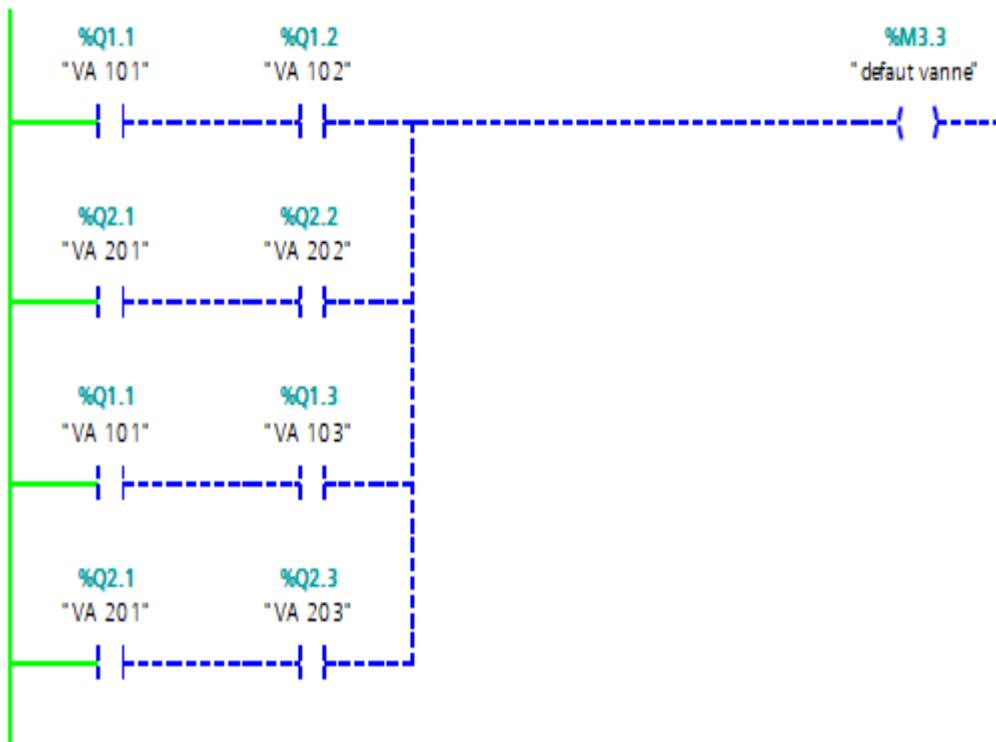 %Q1.1 %Q1.2 %M3.3
"VA 101" "VA 102" "defaut vanne"
%Q2.1 %Q2.2
"VA 201" "VA 202"
%Q1.1 %Q1.3
"VA 101" "VA 103"
%Q2.1 %Q2.3
"VA 201" "VA 203"